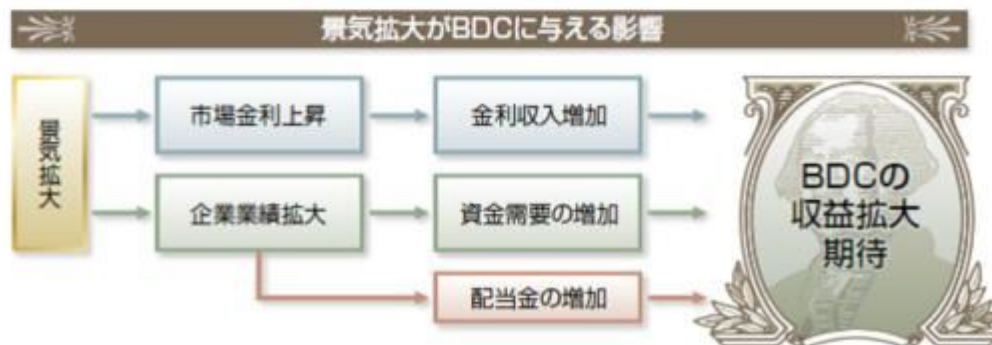 景気拡大がBDCに与える影響
景気拡大
市場金利上昇
金利収入増加
企業業績拡大
資金需要の増加
配当金の増加
BDCの
収益拡大
期待